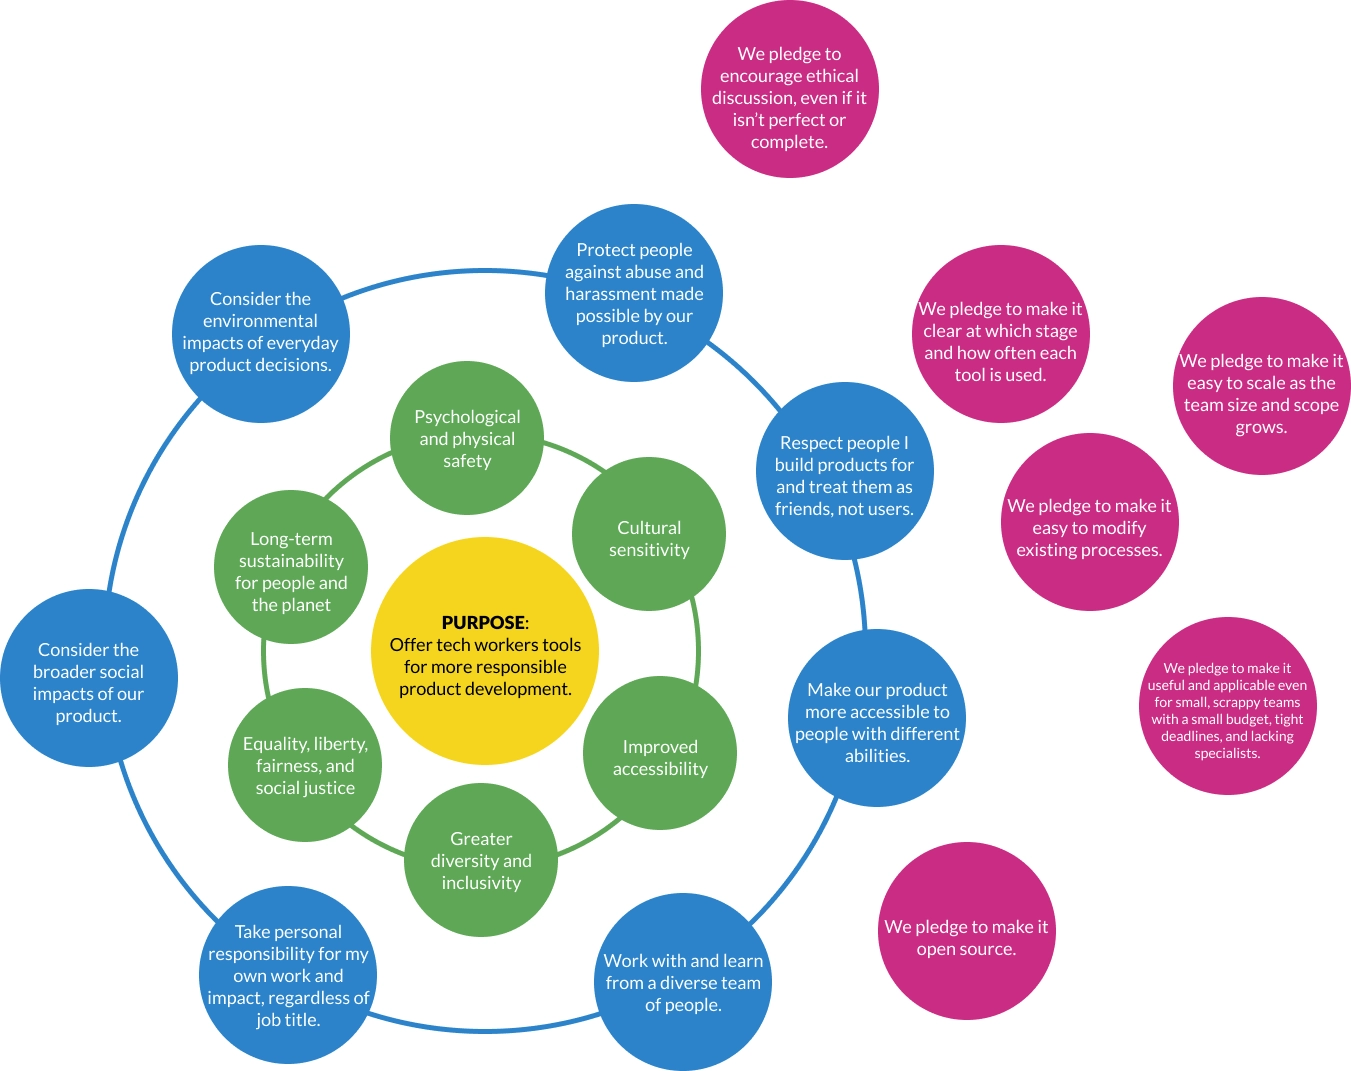 We pledge to
encourage ethical
discussion, even if it
isn’t perfect or
complete.
Protect people
against abuse and
harassment made
possible by our
product.
Consider the
environmental
impacts of everyday
product decisions.
We pledge to make it
clear at which stage
and how often each
tool is used.
We pledge to make it
easy to scale as the
team size and scope
grows.
Psychological
and physical
safety
Respect people I
build products for
and treat them as
friends, not users.
We pledge to make it
easy to modify
existing processes.
Cultural
sensitivity
Long-term
sustainability
for people and
the planet
PURPOSE:
Offer tech workers tools
for more responsible
product development.
Consider the
broader social
impacts of our
product.
Make our product
more accessible to
people with different
abilities.
We pledge to make it
useful and applicable even
for small, scrappy teams
with a small budget, tight
deadlines, and lacking
specialists.
Equality, liberty,
fairness, and
social justice
Improved
accessibility
Greater
diversity and
inclusivity
We pledge to make it
open source.
Take personal
responsibility for my
own work and
impact, regardless of
job title.
Work with and learn
from a diverse team
of people.